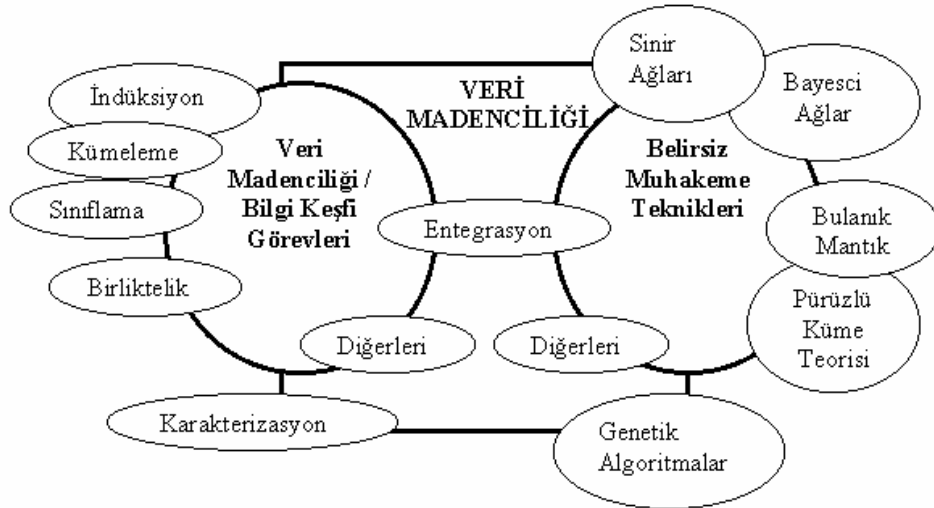 Sinir
Ağları
Bayesci
Ağlar
VERİ
MADENCİLİĞİ
İndüksiyon
Kümeleme
Sınıflama
Birliktelik
Veri
Madenciliği /
Bilgi Keşfi
Görevleri
Entegrasyon
Belirsiz
Muhakeme
Teknikleri
Bulanık
Mantık
Pürüzlü
Küme
Teorisi
Diğerleri
Diğerleri
Karakterizasyon
Genetik
Algoritmalar